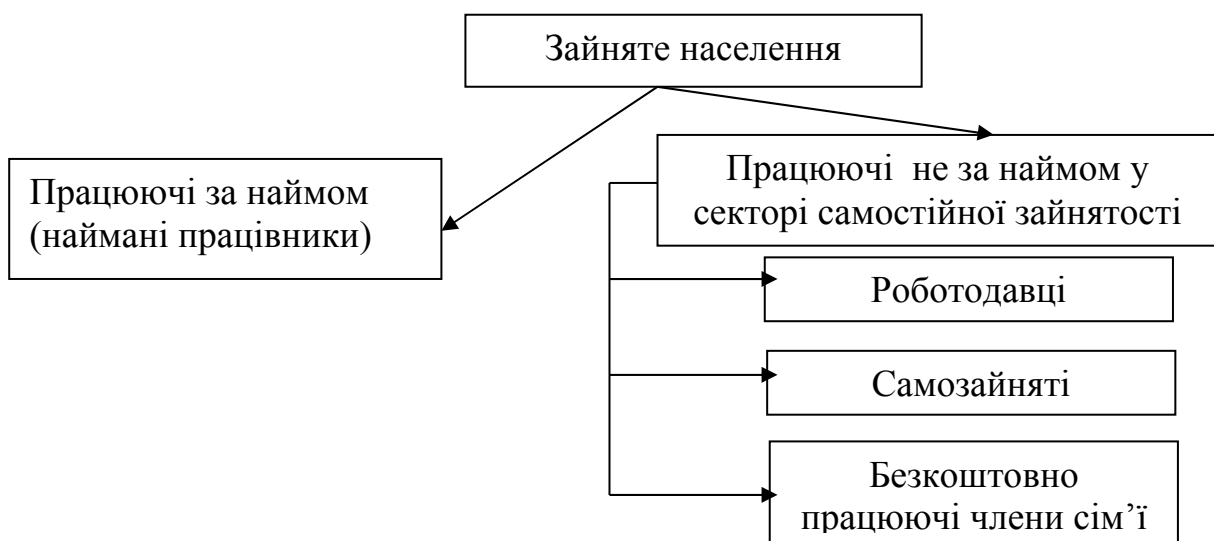 Зайняте населення
Працюючі за наймом
(наймані працівники)
Працюючі не за наймом у
секторі самостійної зайнятості
Роботодавці
Самозайняті
Безкоштовно
працюючі члени сім’ї